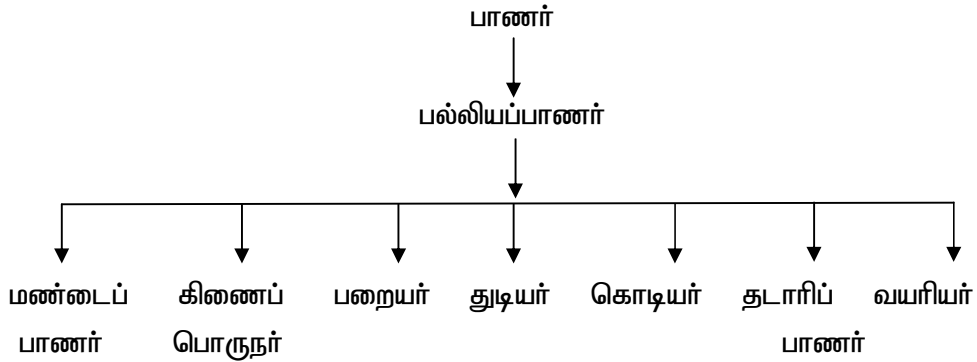 பாணர்
பல்லியப்பாணர்
மண்டைப் கிணைப் பறையர் துடியர் கொடியர் தடாரிப் வயரியர்
பாணர் பொருநர் பாணர்